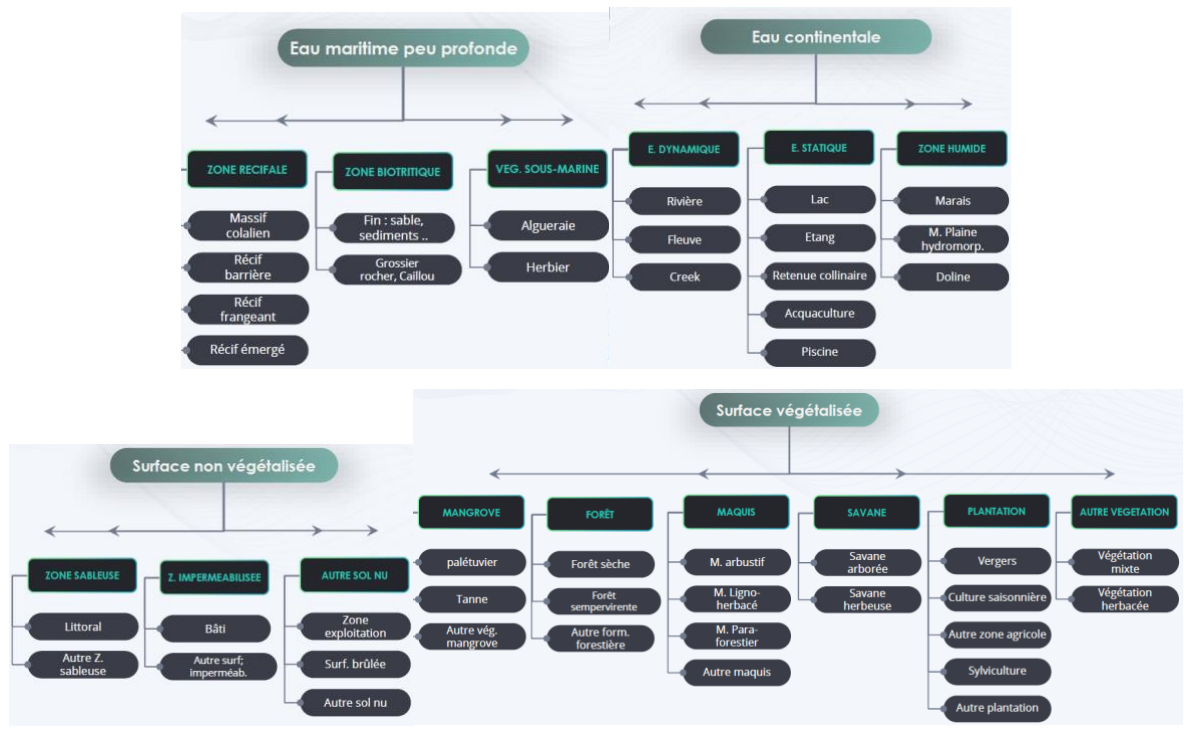 Eau maritime peu profonde
ZONE RECIFALE
Massif
colalien
Récif
barrière
Récif
frangeant
Récif émergé
ZONE BIOTRITIQUE
Fin : sable,
sediments ..
Grossier
rocher, Caillou
VEG. SOUS-MARINE
Algueraie
Herbier
Eau continentale
E. DYNAMIQUE
Rivière
Fleuve
Creek
E. STATIQUE
Lac
Etang
Retenue collinaire
Acquaculture
Piscine
ZONE HUMIDE
Marais
M. Plaine
hydromorp.
Doline
Surface non végétalisée
ZONE SABLEUSE
Littoral
Autre Z.
sableuse
Z. IMPERMEABILISEE
Bâti
Autre surf;
imperméab.
AUTRE SOL NU
Zone
exploitation
Surf. brûlée
Autre sol nu
Surface végétalisée
MANGROVE
palétuvier
Tanne
Autre vég.
mangrove
FORÊT
Forêt sèche
Forêt
sempervirente
Autre form.
forestière
MAQUIS
M. arbustif
M. Ligno-
herbacé
M. Para-
forestier
Autre maquis
SAVANE
Savane
arborée
Savane
herbeuse
PLANTATION
Vergers
Culture saisonnière
Autre zone agricole
Sylviculture
Autre plantation
AUTRE VEGETATION
Végétation
mixte
Végétation
herbacée